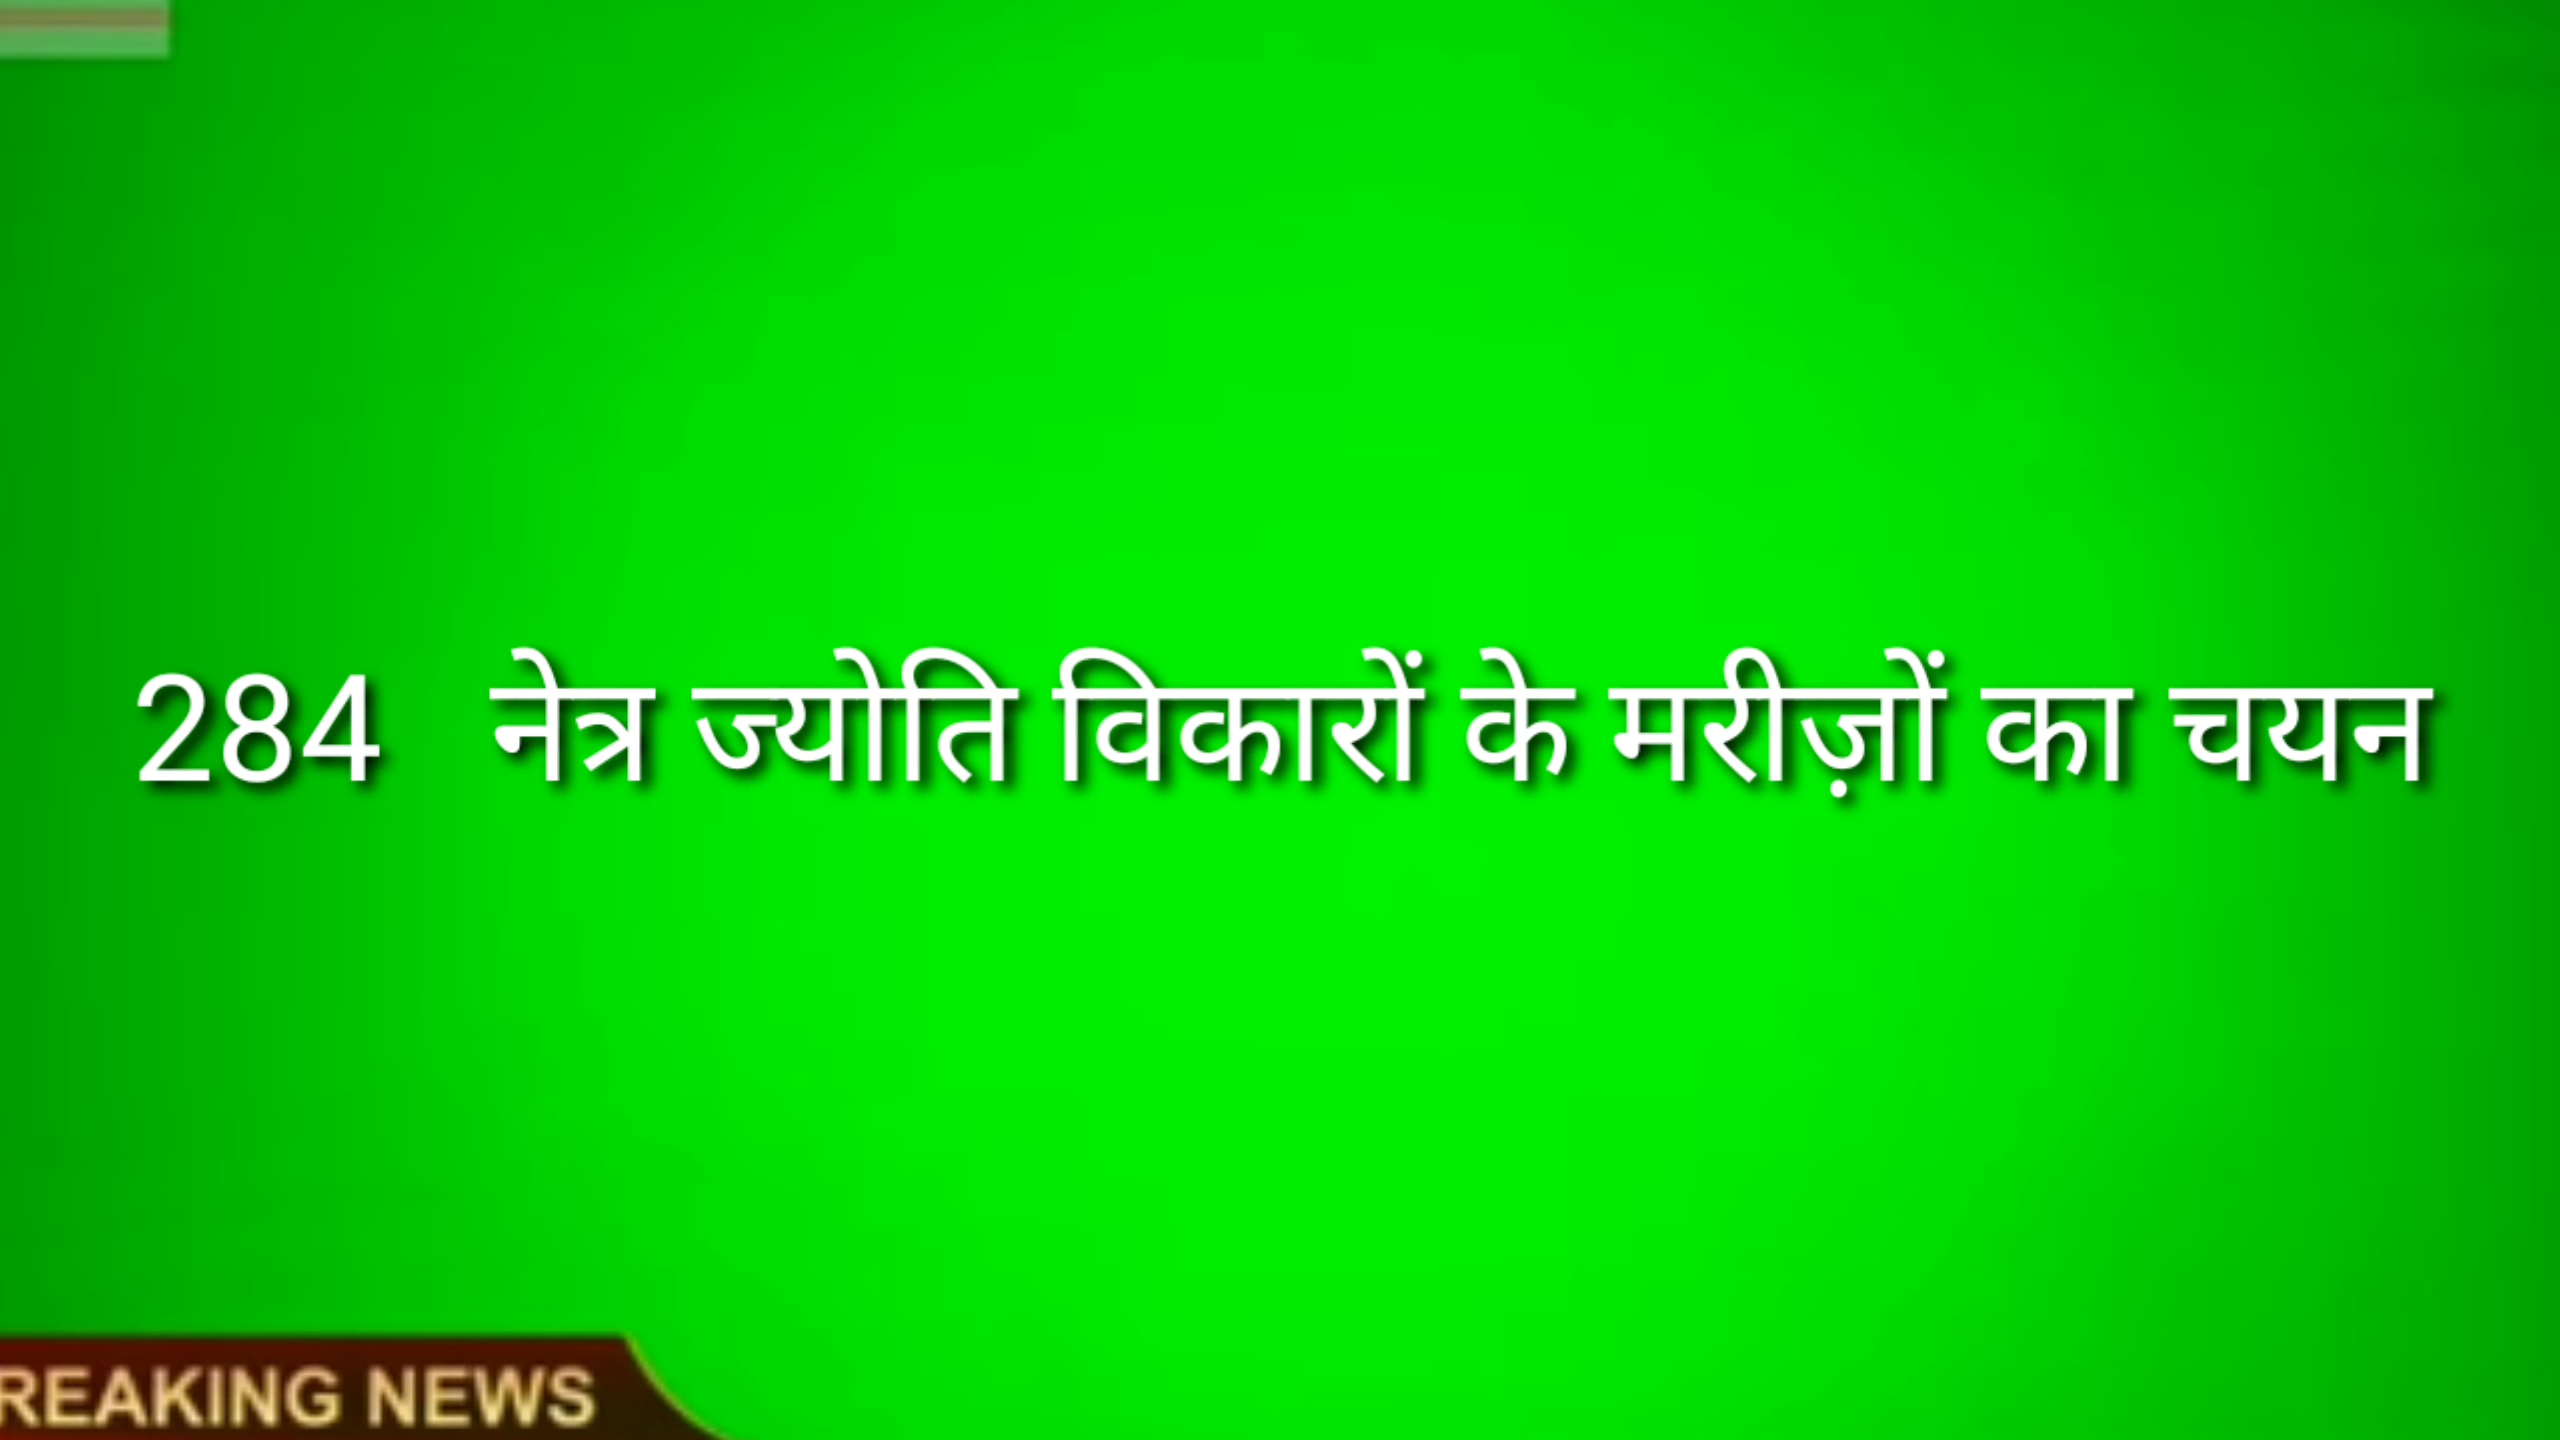 284 नेत्र ज्योति विकारों के मरीज़ों का चयन
REAKING NEWS